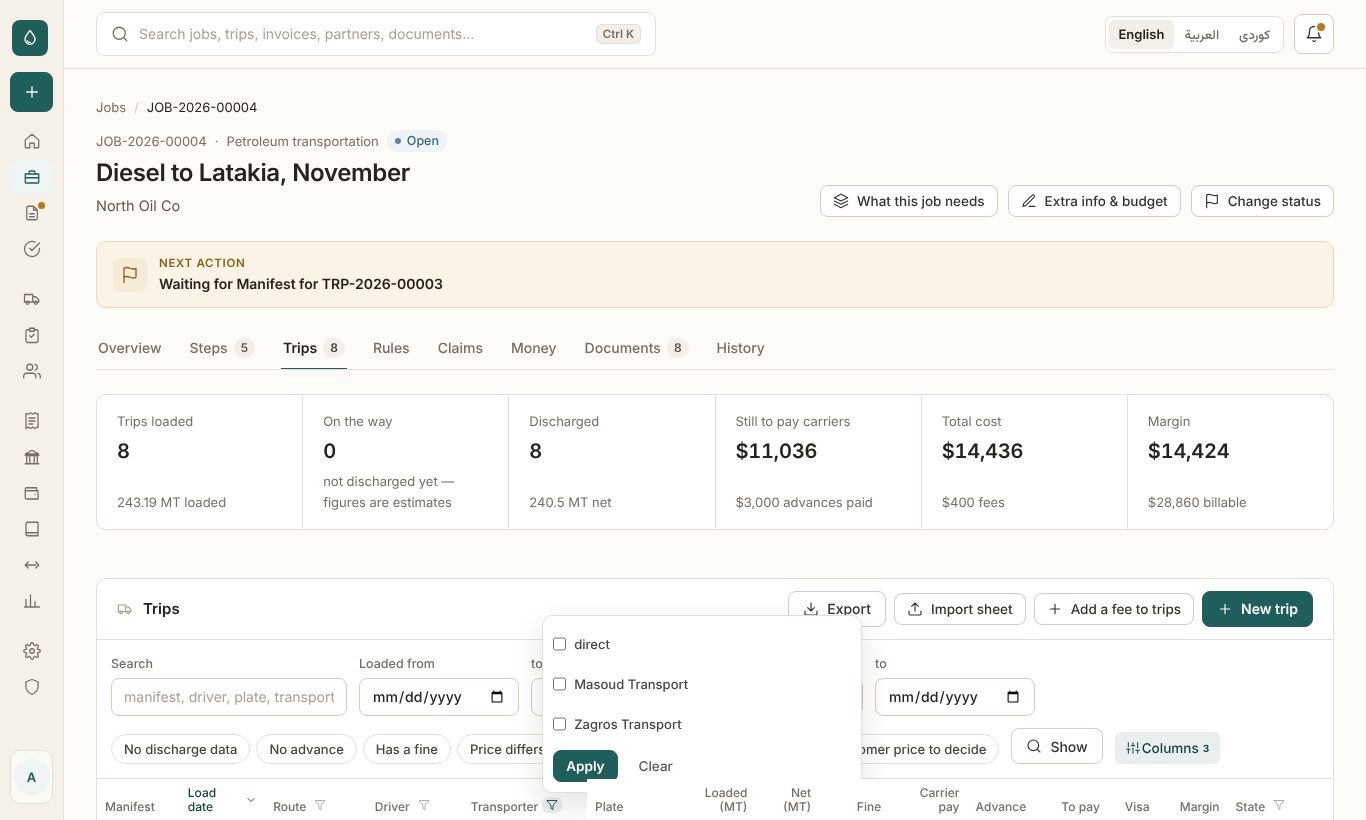 Search jobs, trips, invoices, partners, documents...
Ctrl K
English
العربية
کوردی
Jobs / JOB-2026-00004
JOB-2026-00004 · Petroleum transportation
Open
Diesel to Latakia, November
North Oil Co
What this job needs
Extra info & budget
Change status
NEXT ACTION
Waiting for Manifest for TRP-2026-00003
Overview
Steps 5
Trips 8
Rules
Claims
Money
Documents 8
History
Trips loaded
8
243.19 MT loaded
On the way
0
not discharged yet —
figures are estimates
Discharged
8
240.5 MT net
Still to pay carriers
$11,036
$3,000 advances paid
Total cost
$14,436
$400 fees
Margin
$14,424
$28,860 billable
Trips
Export
Import sheet
Add a fee to trips
New trip
Search
manifest, driver, plate, transport
Loaded from
mm/dd/yyyy
to
to
mm/dd/yyyy
direct
Masoud Transport
Zagros Transport
Apply
Clear
No discharge data
No advance
Has a fine
Price differs
price to decide
Show
Columns 3
Manifest
Load
date
Route
Driver
Transporter
Plate
Loaded
(MT)
Net
(MT)
Fine
Carrier
pay
Advance
To pay
Visa
Margin
State
A